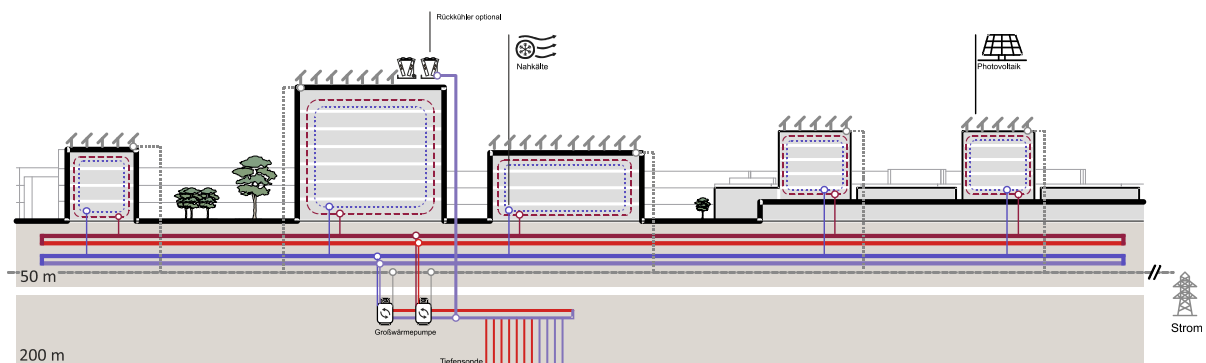 Rückkühler optional
Nahkälte
Photovoltaik
50 m
Strom
Großwärmepumpe
200 m
Tiefensonde